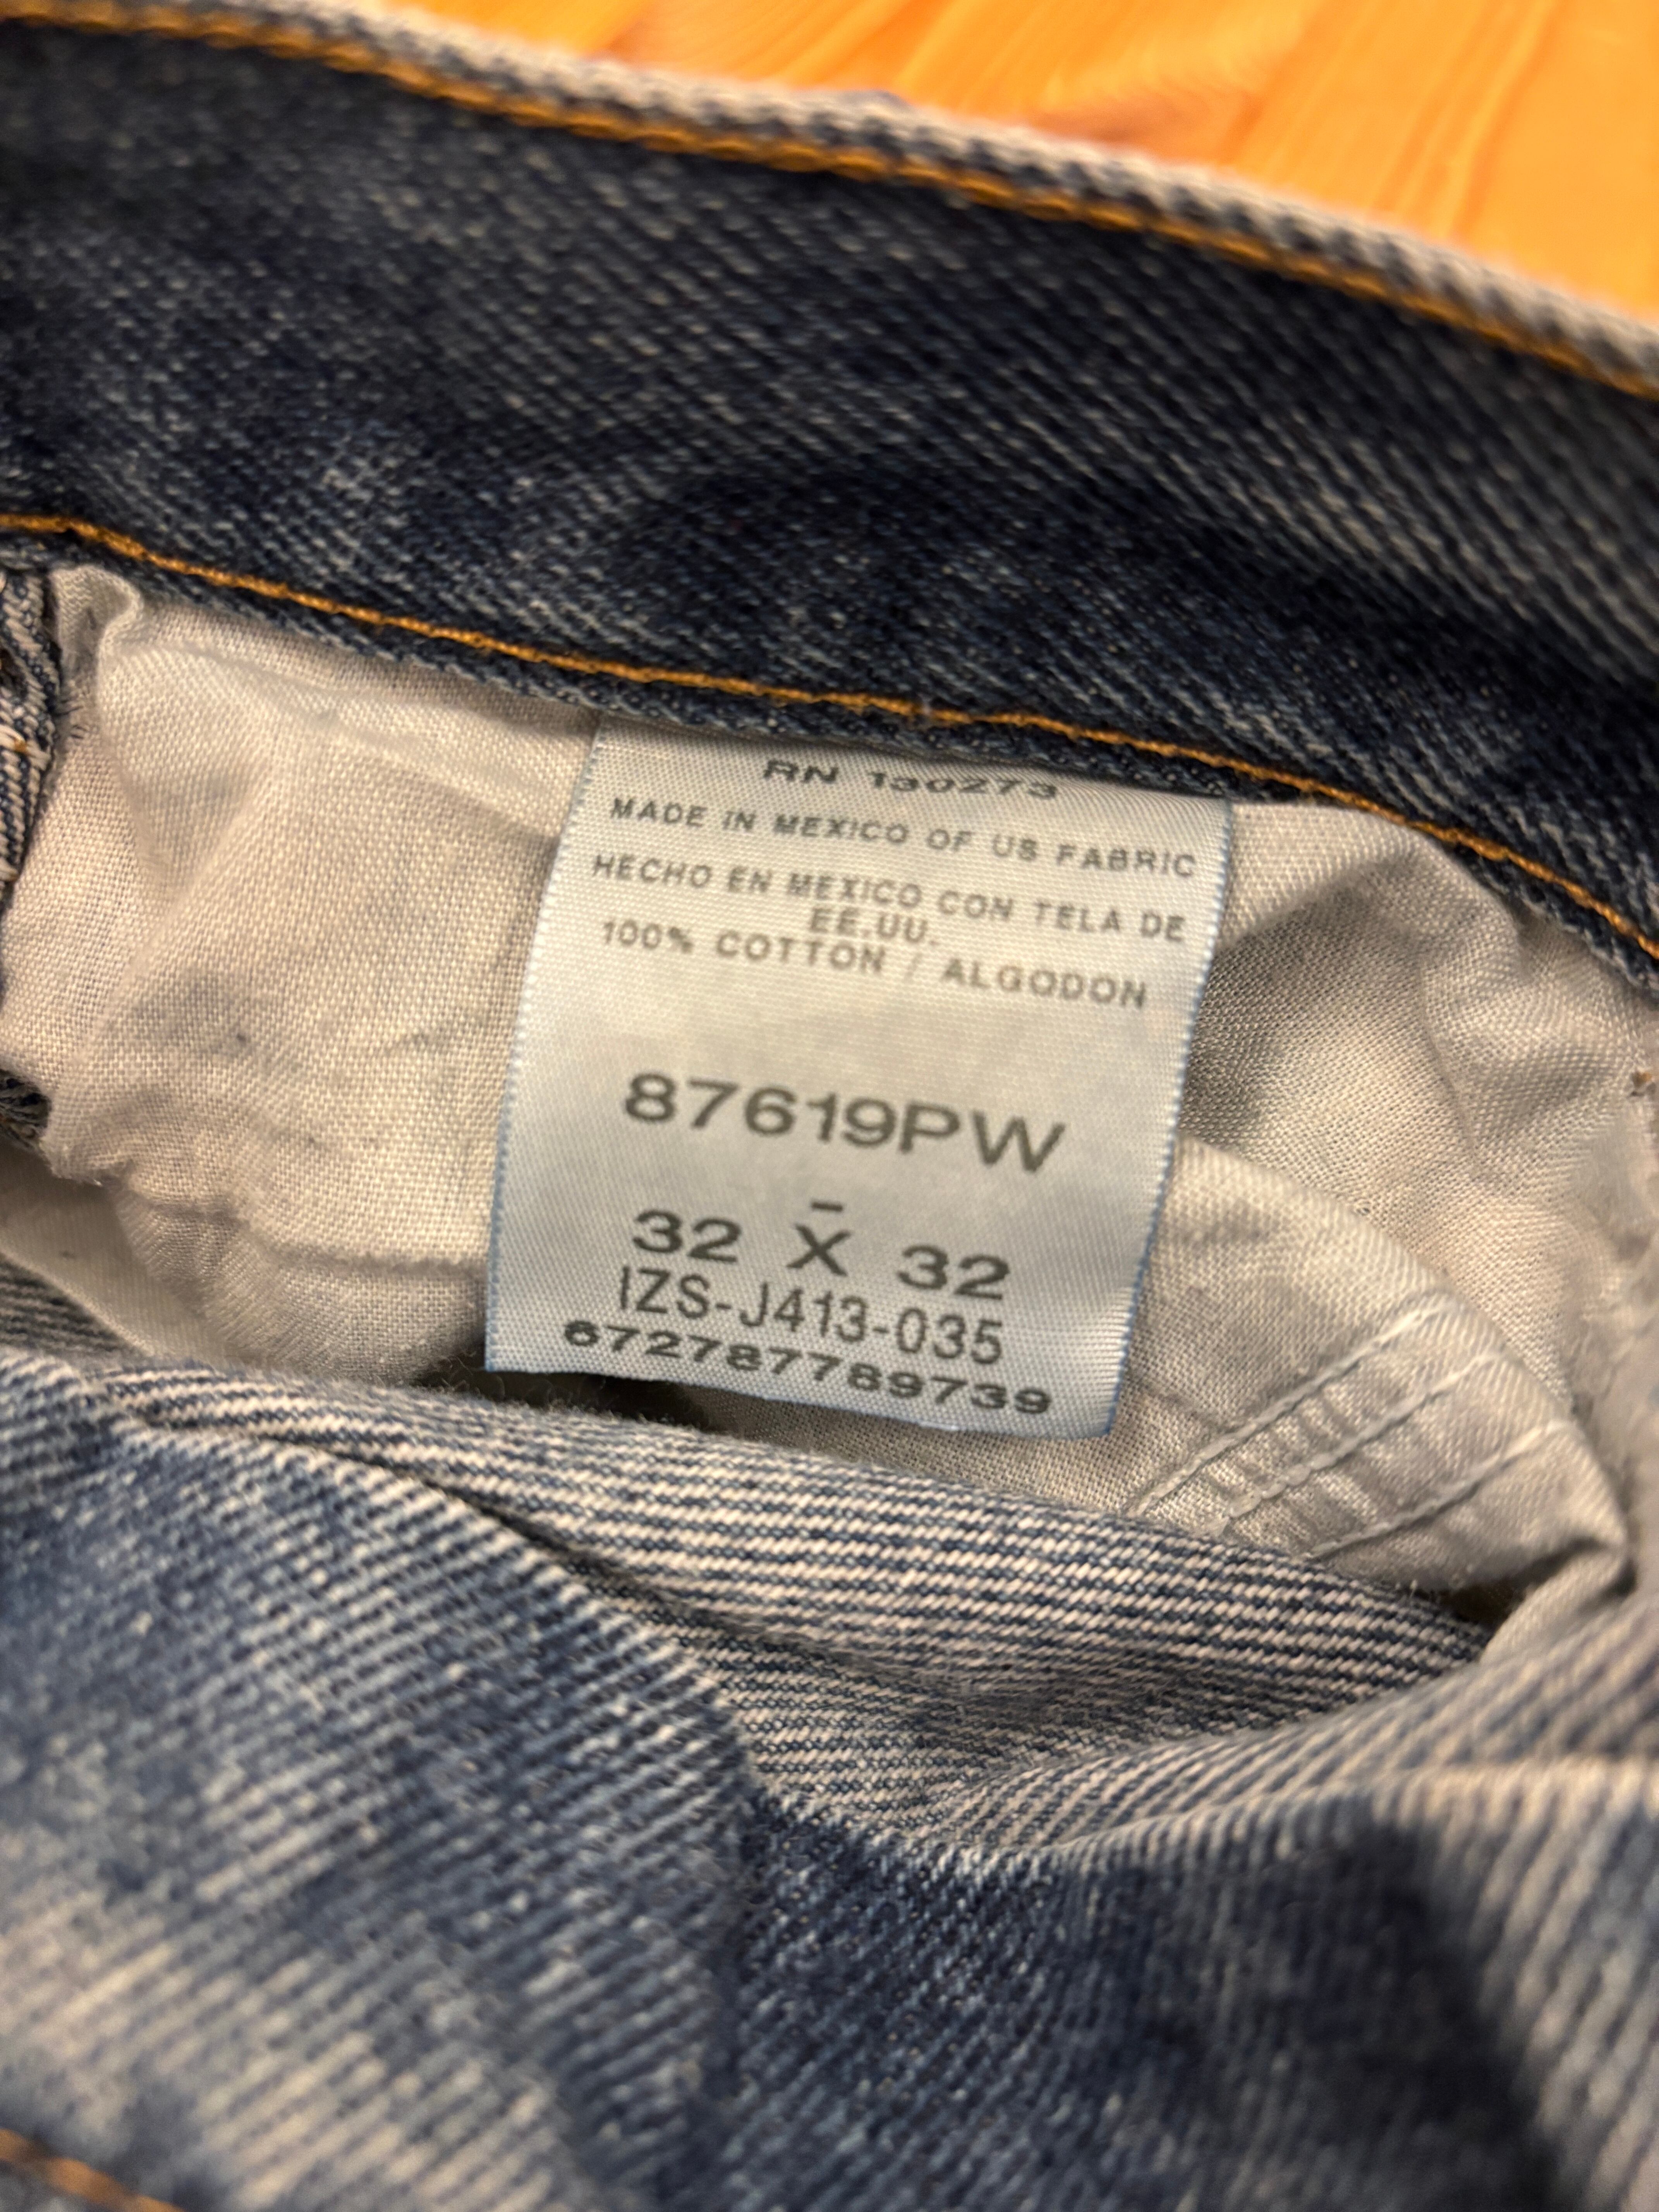 RN 130273
MADE IN MEXICO OF US FABRIC
HECHO EN MEXICO CON TELA DE
EE.UU.
100% COTTON / ALGODON
87619PW
-
32 X 32
IZS-J413-035
672787789739